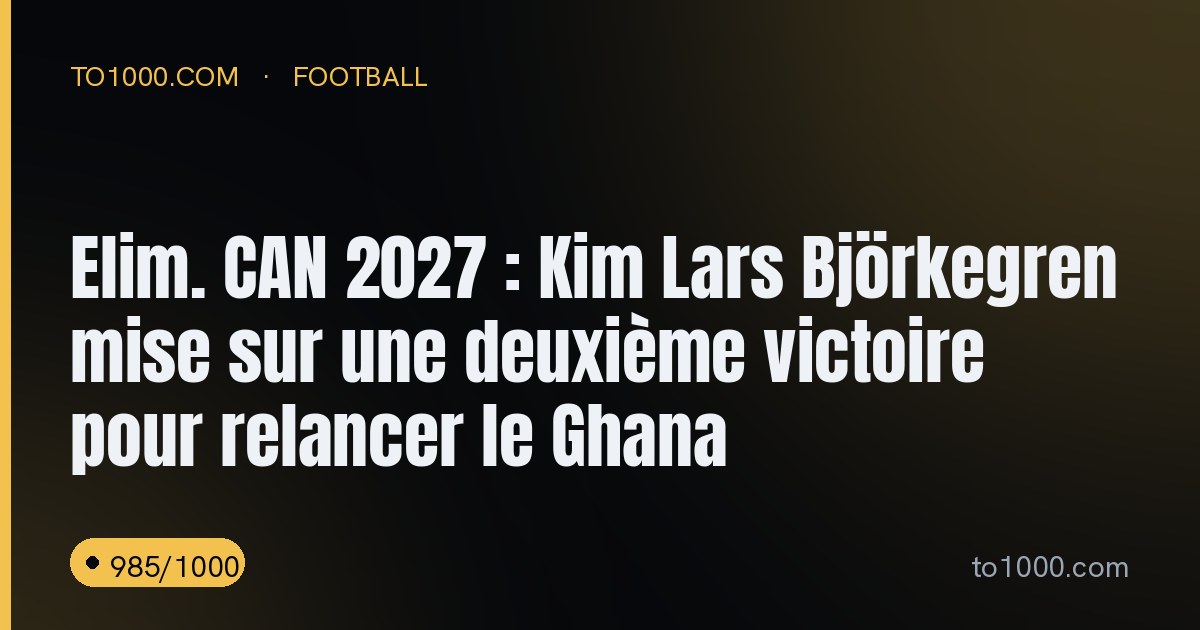 TO1000.COM · FOOTBALL
Elim. CAN 2027 : Kim Lars Björkegren
mise sur une deuxième victoire
pour relancer le Ghana
985/1000
to1000.com